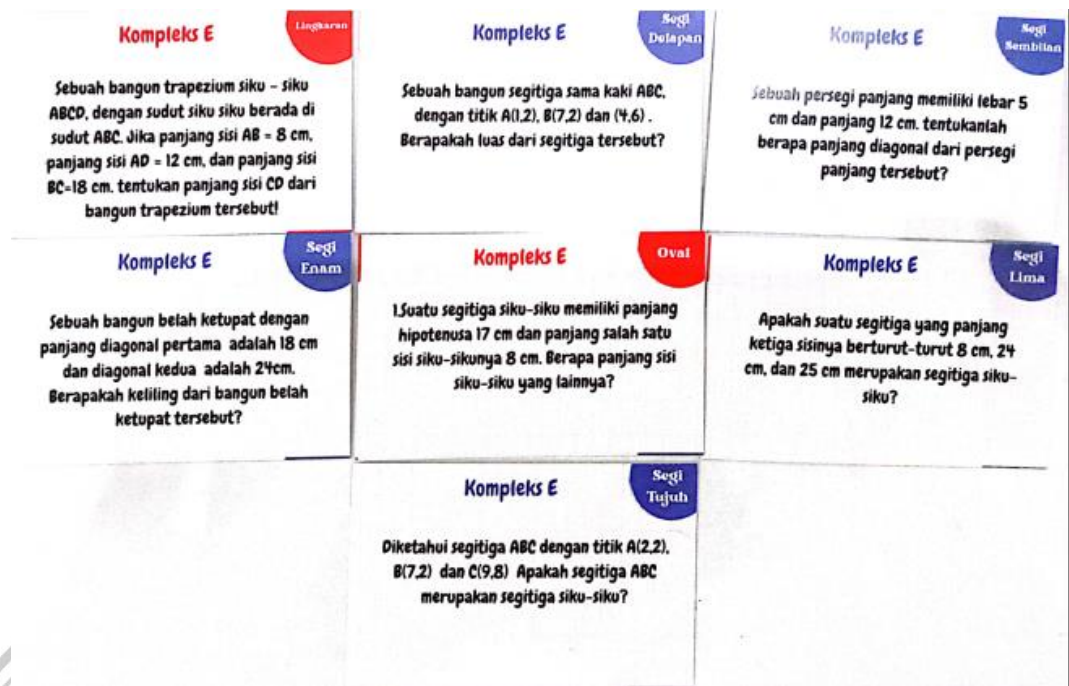 Kompleks E
Lingkaran
Sebuah bangun trapezium siku - siku
ABCD, dengan sudut siku siku berada di
sudut ABC. Jika panjang sisi AB = 8 cm,
panjang sisi AD = 12 cm, dan panjang sisi
BC=18 cm. tentukan panjang sisi CD dari
bangun trapezium tersebut!
Kompleks E
Segi
Delapan
Sebuah bangun segitiga sama kaki ABC,
dengan titik A(1,2), B(7,2) dan (4,6) .
Berapakah luas dari segitiga tersebut?
Kompleks E
Segi
Sembilan
Sebuah persegi panjang memiliki lebar 5
cm dan panjang 12 cm. tentukanlah
berapa panjang diagonal dari persegi
panjang tersebut?
Kompleks E
Segi
Enam
Sebuah bangun belah ketupat dengan
panjang diagonal pertama adalah 18 cm
dan diagonal kedua adalah 24cm.
Berapakah keliling dari bangun belah
ketupat tersebut?
Kompleks E
Oval
1.Suatu segitiga siku-siku memiliki panjang
hipotenusa 17 cm dan panjang salah satu
sisi siku-sikunya 8 cm. Berapa panjang sisi
siku-siku yang lainnya?
Kompleks E
Segi
Lima
Apakah suatu segitiga yang panjang
ketiga sisinya berturut-turut 8 cm, 24
cm, dan 25 cm merupakan segitiga siku-
siku?
Kompleks E
Segi
Tujuh
Diketahui segitiga ABC dengan titik A(2,2),
B(7,2) dan C(9,8) Apakah segitiga ABC
merupakan segitiga siku-siku?